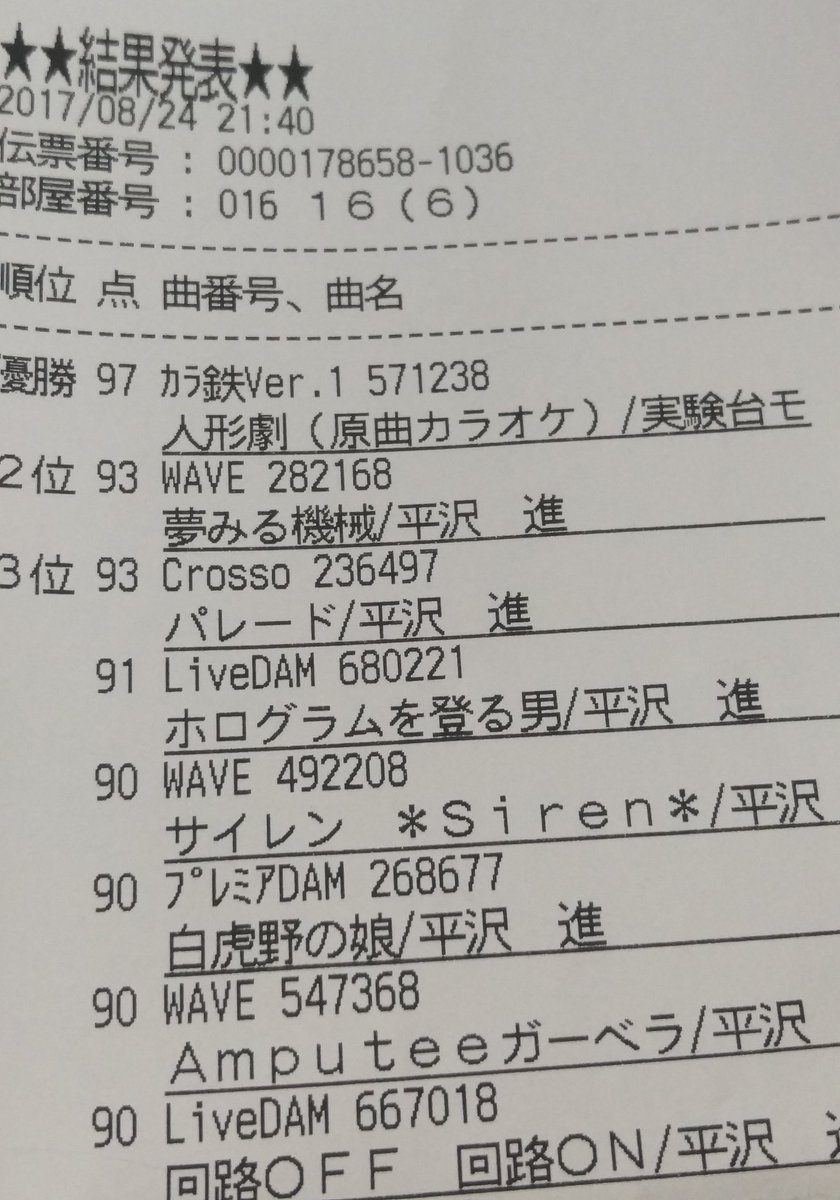 ★★結果発表★★
2017/08/24 21:40
伝票番号 : 0000178658-1036
部屋番号 : 016 16(6)
順位 点 曲番号、曲名
優勝 97 ｶﾗ鉄Ver.1 571238
人形劇(原曲カラオケ)/実験台モ
2位 93 WAVE 282168
夢みる機械/平沢 進
3位 93 Crosso 236497
パレード/平沢 進
91 LiveDAM 680221
ホログラムを登る男/平沢 進
90 WAVE 492208
サイレン *Siren*/平沢
90 ﾌﾟﾚﾐｱDAM 268677
白虎野の娘/平沢 進
90 WAVE 547368
Amputeeガーベラ/平沢
90 LiveDAM 667018
回路OFF 回路ON/平沢 進